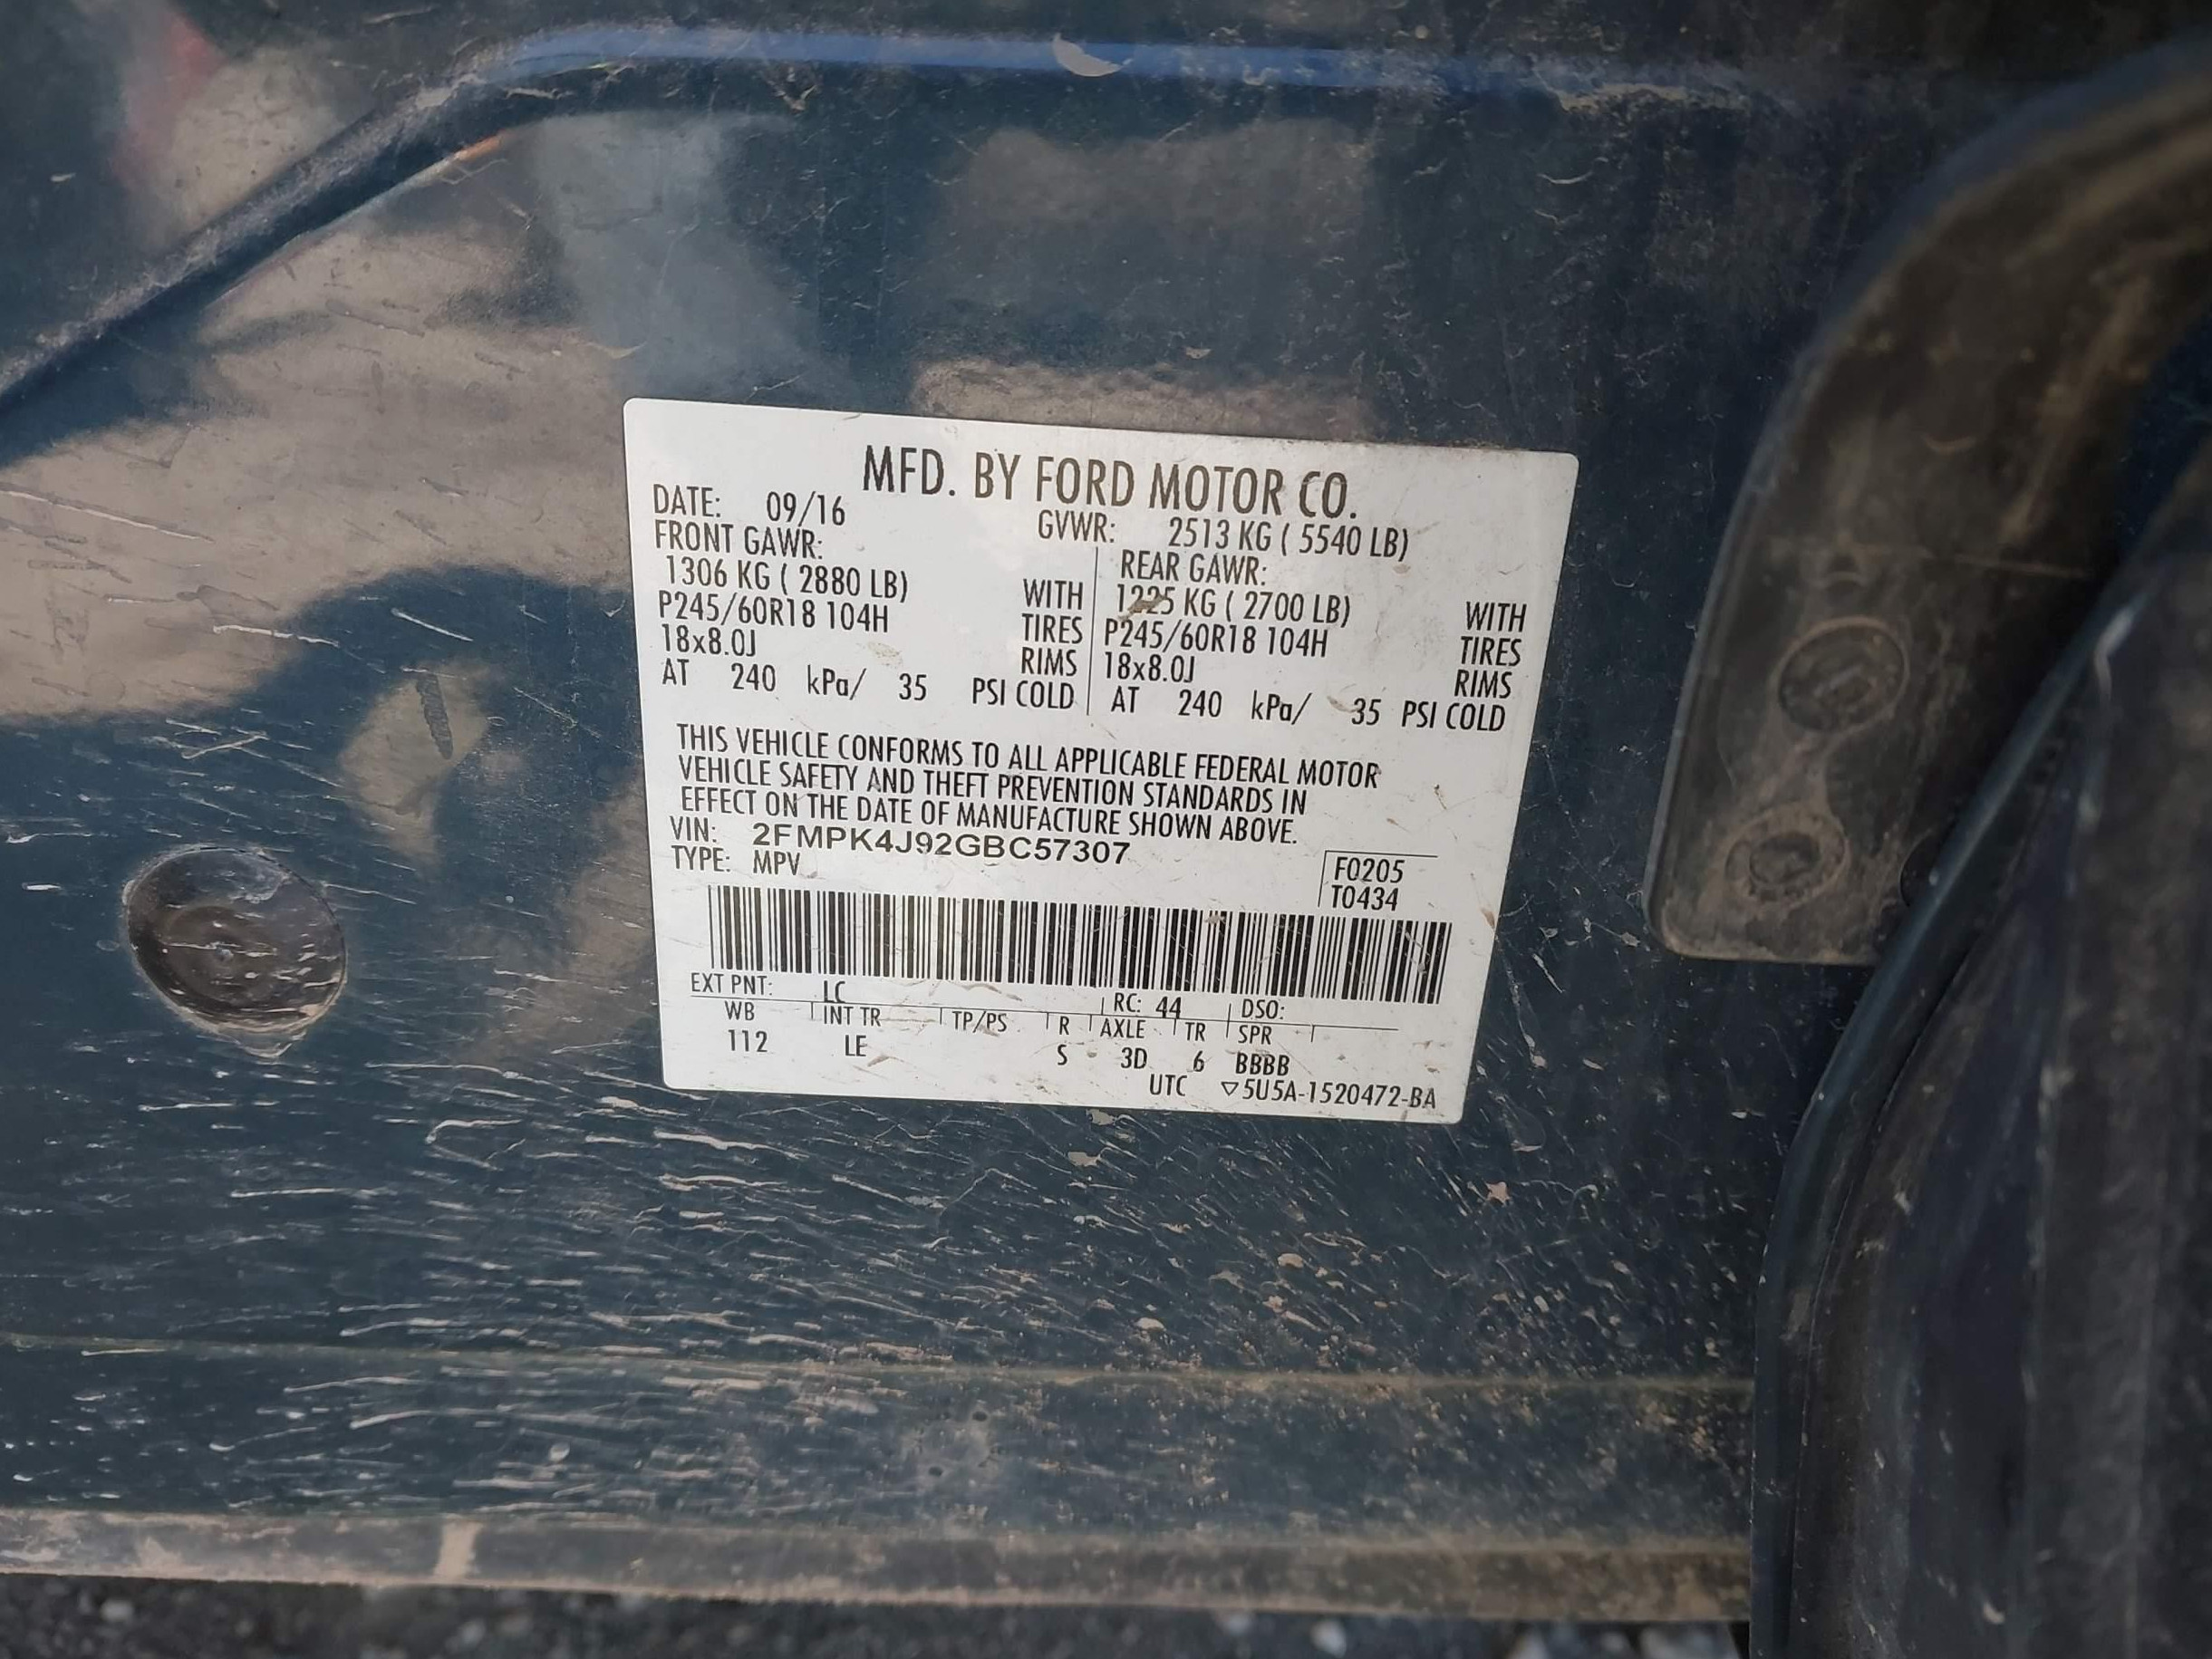 MFD. BY FORD MOTOR CO.
DATE: 09/16 GVWR: 2513 KG ( 5540 LB)
FRONT GAWR: REAR GAWR:
1306 KG ( 2880 LB) WITH 1225 KG ( 2700 LB) WITH
P245/60R18 104H TIRES P245/60R18 104H TIRES
18x8.0J RIMS 18x8.0J RIMS
AT 240 kPa/ 35 PSI COLD AT 240 kPa/ 35 PSI COLD
THIS VEHICLE CONFORMS TO ALL APPLICABLE FEDERAL MOTOR
VEHICLE SAFETY AND THEFT PREVENTION STANDARDS IN
EFFECT ON THE DATE OF MANUFACTURE SHOWN ABOVE.
VIN: 2FMPK4J92GBC57307
TYPE: MPV F0205
T0434
EXT PNT: LC RC: 44 DSO:
WB INT TR TP/PS R AXLE TR SPR
112 LE S 3D 6 BBBB
UTC ▽5U5A-1520472-BA